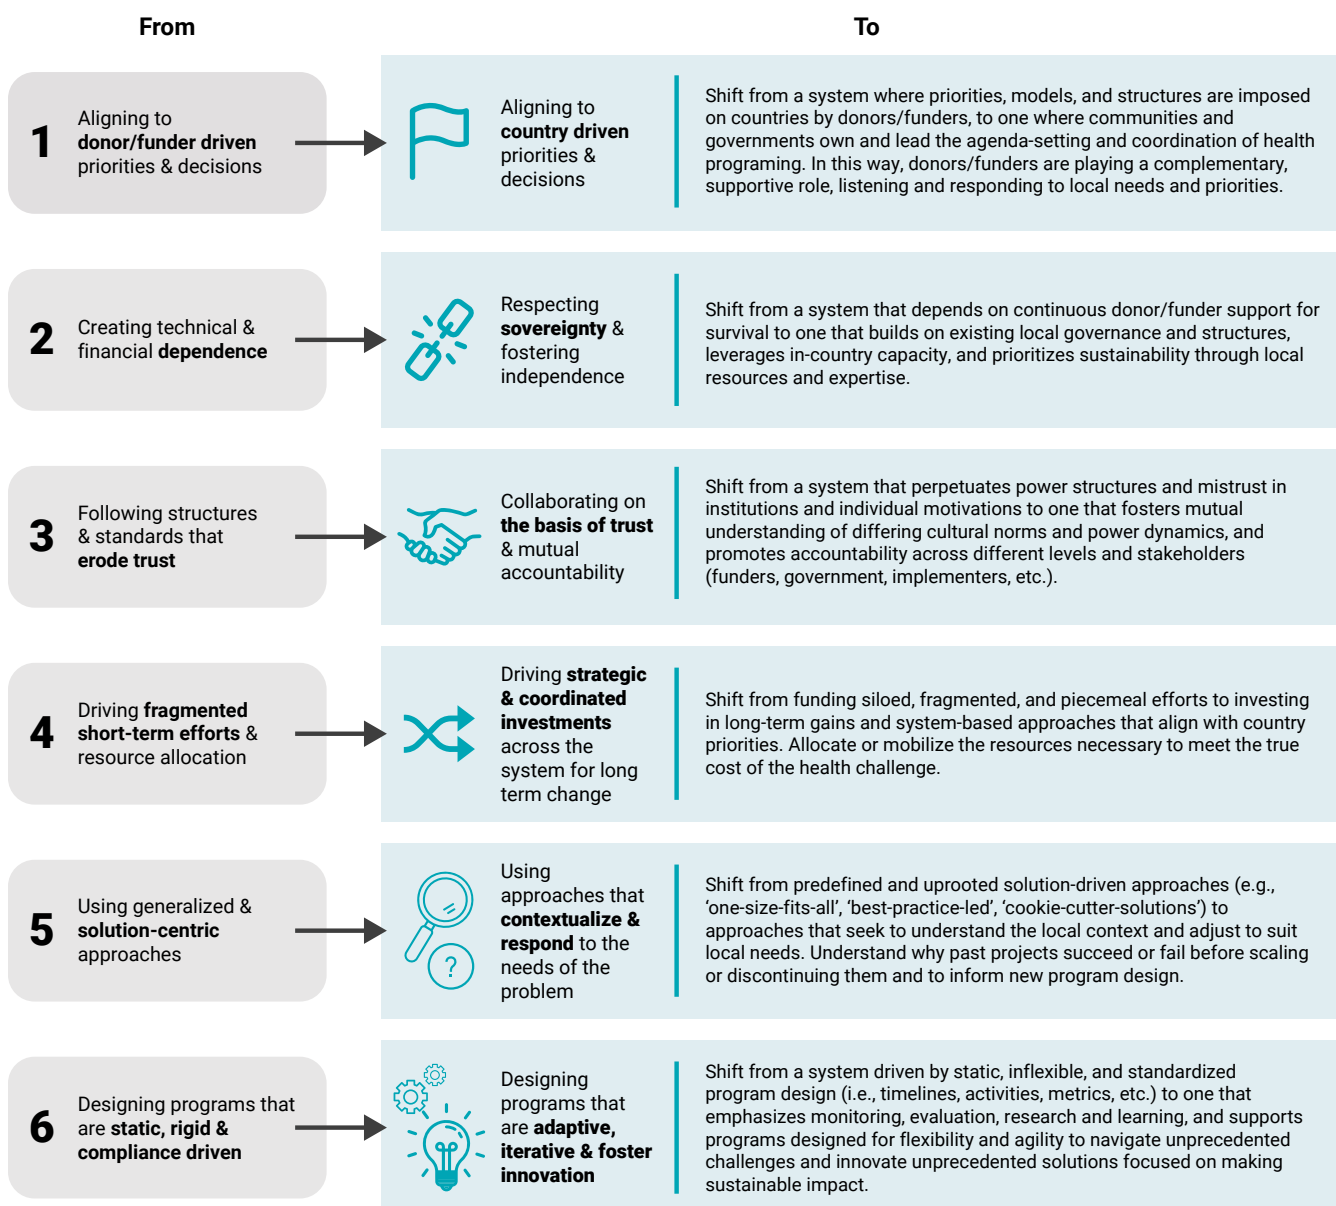 From
To
1
Aligning to
donor/funder driven
priorities & decisions
Aligning to
country driven
priorities &
decisions
Shift from a system where priorities, models, and structures are imposed
on countries by donors/funders, to one where communities and
governments own and lead the agenda-setting and coordination of health
programing. In this way, donors/funders are playing a complementary,
supportive role, listening and responding to local needs and priorities.
2
Creating technical &
financial dependence
Respecting
sovereignty &
fostering
independence
Shift from a system that depends on continuous donor/funder support for
survival to one that builds on existing local governance and structures,
leverages in-country capacity, and prioritizes sustainability through local
resources and expertise.
3
Following structures
& standards that
erode trust
Collaborating on
the basis of trust
& mutual
accountability
Shift from a system that perpetuates power structures and mistrust in
institutions and individual motivations to one that fosters mutual
understanding of differing cultural norms and power dynamics, and
promotes accountability across different levels and stakeholders
(funders, government, implementers, etc.).
4
Driving fragmented
short-term efforts &
resource allocation
Driving strategic
& coordinated
investments
across the
system for long
term change
Shift from funding siloed, fragmented, and piecemeal efforts to investing
in long-term gains and system-based approaches that align with country
priorities. Allocate or mobilize the resources necessary to meet the true
cost of the health challenge.
5
Using generalized &
solution-centric
approaches
?
Using
approaches that
contextualize &
respond to the
needs of the
problem
Shift from predefined and uprooted solution-driven approaches (e.g.,
‘one-size-fits-all’, ‘best-practice-led’, ‘cookie-cutter-solutions’) to
approaches that seek to understand the local context and adjust to suit
local needs. Understand why past projects succeed or fail before scaling
or discontinuing them and to inform new program design.
6
Designing programs that
are static, rigid &
compliance driven
Designing
programs that
are adaptive,
iterative & foster
innovation
Shift from a system driven by static, inflexible, and standardized
program design (i.e., timelines, activities, metrics, etc.) to one that
emphasizes monitoring, evaluation, research and learning, and supports
programs designed for flexibility and agility to navigate unprecedented
challenges and innovate unprecedented solutions focused on making
sustainable impact.